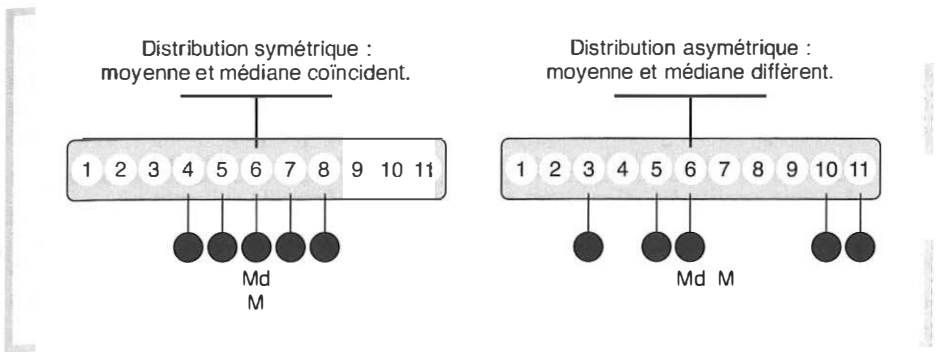 Distribution symétrique :
moyenne et médiane coïncident.
1 2 3 4 5 6 7 8 9 10 11
Md
M
Distribution asymétrique :
moyenne et médiane diffèrent.
1 2 3 4 5 6 7 8 9 10 11
Md M